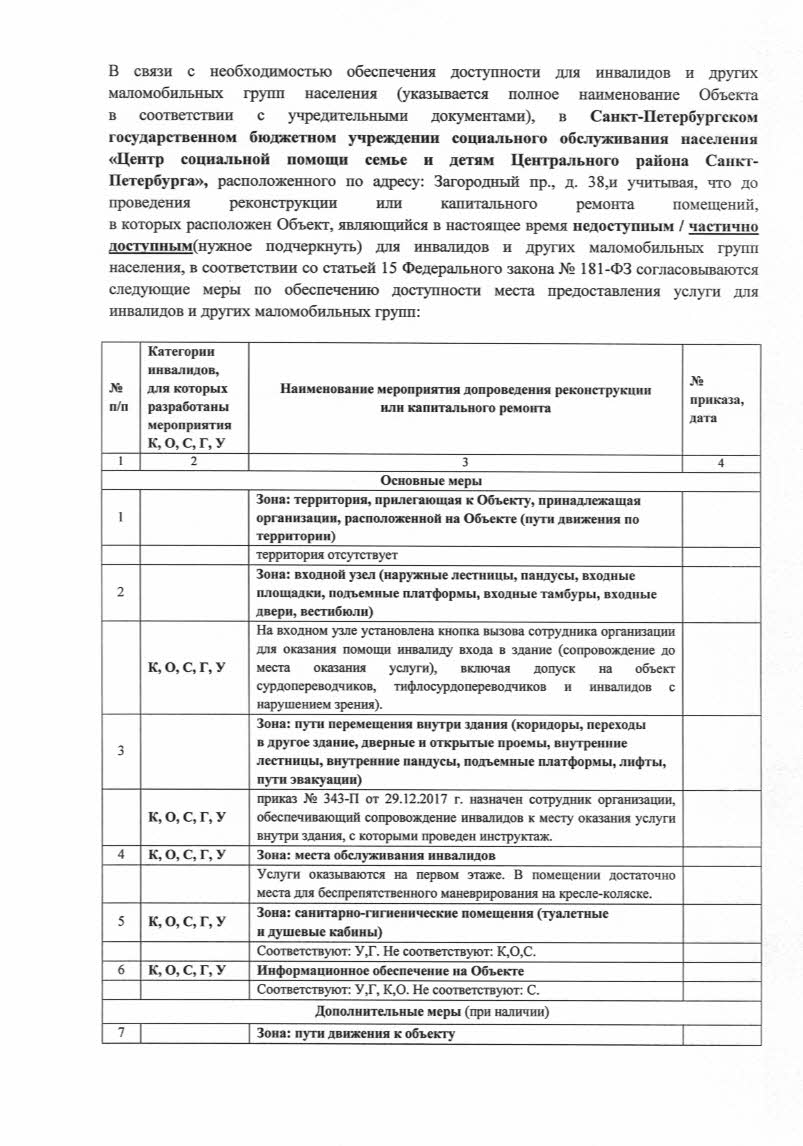 В связи с необходимостью обеспечения доступности для инвалидов и других
маломобильных групп населения (указывается полное наименование Объекта
в соответствии с учредительными документами), в Санкт-Петербургском
государственном бюджетном учреждении социального обслуживания населения
«Центр социальной помощи семье и детям Центрального района Санкт-
Петербурга», расположенного по адресу: Загородный пр., д. 38,и учитывая, что до
проведения реконструкции или капитального ремонта помещений,
в которых расположен Объект, являющийся в настоящее время недоступным / частично
доступным(нужное подчеркнуть) для инвалидов и других маломобильных групп
населения, в соответствии со статьей 15 Федерального закона № 181-ФЗ согласовываются
следующие меры по обеспечению доступности места предоставления услуги для
инвалидов и других маломобильных групп:
№
п/п
Категории
инвалидов,
для которых
разработаны
мероприятия
К, О, С, Г, У
Наименование мероприятия допроведения реконструкции
или капитального ремонта
№
приказа,
дата
1 2 3 4
Основные меры
1
Зона: территория, прилегающая к Объекту, принадлежащая
организации, расположенной на Объекте (пути движения по
территории)
территория отсутствует
2
Зона: входной узел (наружные лестницы, пандусы, входные
площадки, подъемные платформы, входные тамбуры, входные
двери, вестибюли)
К, О, С, Г, У
На входном узле установлена кнопка вызова сотрудника организации
для оказания помощи инвалиду входа в здание (сопровождение до
места оказания услуги), включая допуск на объект
сурдопереводчиков, тифлосурдопереводчиков и инвалидов с
нарушением зрения).
3
Зона: пути перемещения внутри здания (коридоры, переходы
в другое здание, дверные и открытые проемы, внутренние
лестницы, внутренние пандусы, подъемные платформы, лифты,
пути эвакуации)
К, О, С, Г, У
приказ № 343-П от 29.12.2017 г. назначен сотрудник организации,
обеспечивающий сопровождение инвалидов к месту оказания услуги
внутри здания, с которыми проведен инструктаж.
4 К, О, С, Г, У Зона: места обслуживания инвалидов
Услуги оказываются на первом этаже. В помещении достаточно
места для беспрепятственного маневрирования на кресле-коляске.
5 К, О, С, Г, У
Зона: санитарно-гигиенические помещения (туалетные
и душевые кабины)
Соответствуют: У,Г. Не соответствуют: К,О,С.
6 К, О, С, Г, У Информационное обеспечение на Объекте
Соответствуют: У,Г, К,О. Не соответствуют: С.
Дополнительные меры (при наличии)
7 Зона: пути движения к объекту